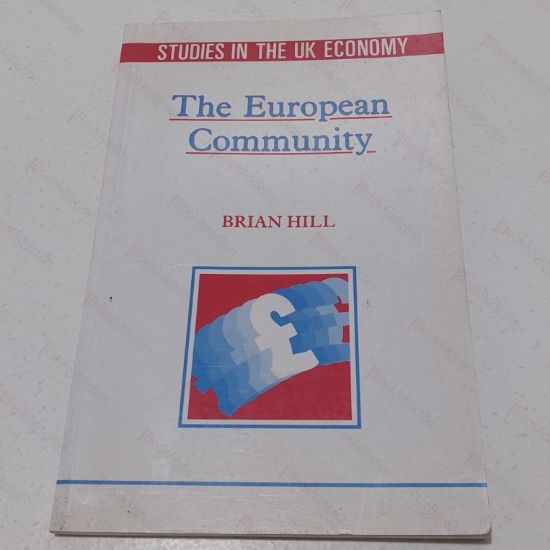 STUDIES IN THE UK ECONOMY
The European
Community
BRIAN HILL
£